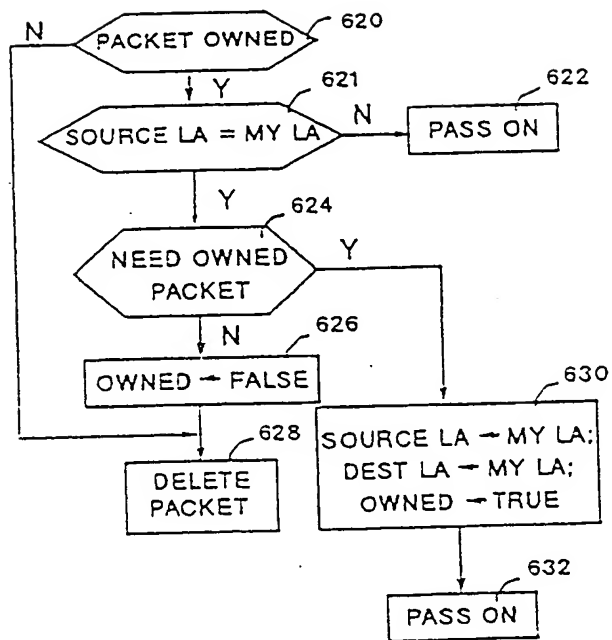 620
N
PACKET OWNED
Y
621
SOURCE LA = MY LA
N
622
PASS ON
Y
624
NEED OWNED
PACKET
Y
N
626
OWNED ← FALSE
628
DELETE
PACKET
630
SOURCE LA ← MY LA;
DEST LA ← MY LA;
OWNED ← TRUE
632
PASS ON